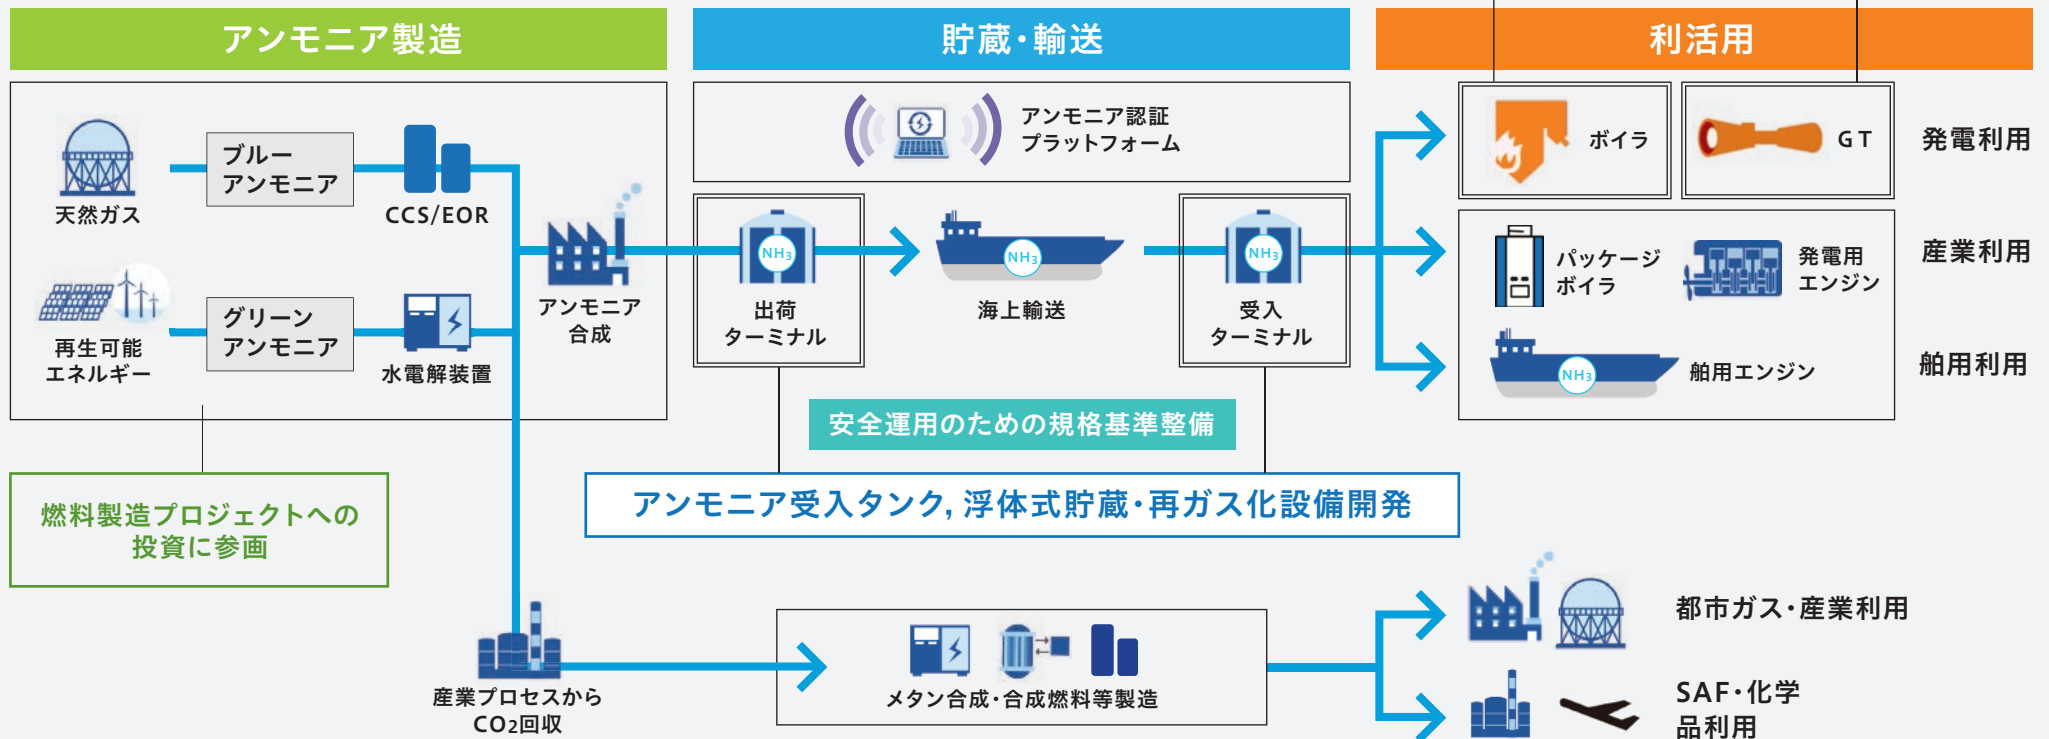 アンモニア製造
貯蔵・輸送
利活用
天然ガス
ブルー
アンモニア
CCS/EOR
再生可能
エネルギー
グリーン
アンモニア
水電解装置
アンモニア
合成
アンモニア認証
プラットフォーム
NH₃
出荷
ターミナル
NH₃
海上輸送
NH₃
受入
ターミナル
ボイラ
GT
発電利用
パッケージ
ボイラ
発電用
エンジン
産業利用
NH₃
舶用エンジン
舶用利用
安全運用のための規格基準整備
燃料製造プロジェクトへの
投資に参画
アンモニア受入タンク, 浮体式貯蔵・再ガス化設備開発
産業プロセスから
CO₂回収
メタン合成・合成燃料等製造
都市ガス・産業利用
SAF・化学
品利用